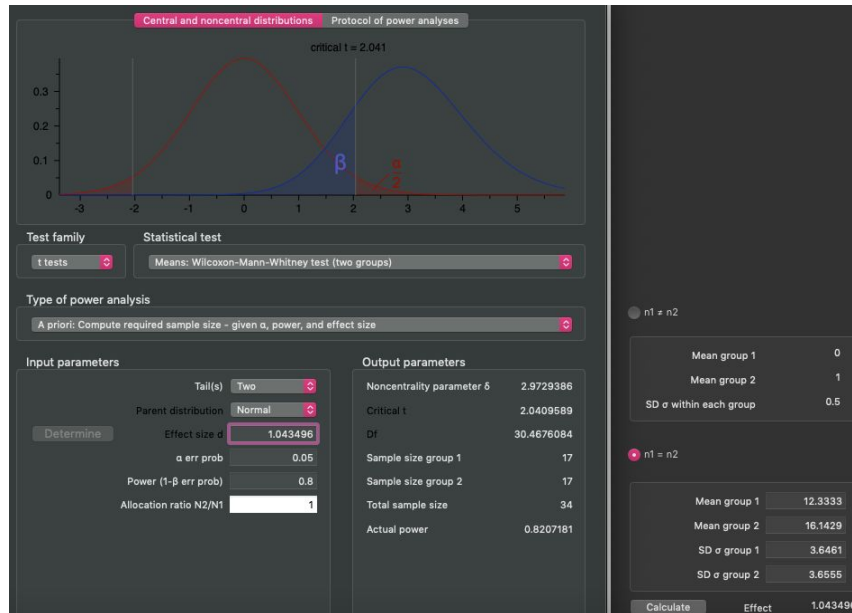 Central and noncentral distributions Protocol of power analyses
critical t = 2.041
0.3
0.2
0.1
0
β
α
2
-3 -2 -1 0 1 2 3 4 5
Test family Statistical test
t tests Means: Wilcoxon-Mann-Whitney test (two groups)
Type of power analysis
A priori: Compute required sample size - given α, power, and effect size
Input parameters
Tail(s) Two
Parent distribution Normal
Determine Effect size d 1.043496
α err prob 0.05
Power (1-β err prob) 0.8
Allocation ratio N2/N1 1
Output parameters
Noncentrality parameter δ 2.9729386
Critical t 2.0409589
Df 30.4676084
Sample size group 1 17
Sample size group 2 17
Total sample size 34
Actual power 0.8207181
n1 ≠ n2
Mean group 1 0
Mean group 2 1
SD σ within each group 0.5
n1 = n2
Mean group 1 12.3333
Mean group 2 16.1429
SD σ group 1 3.6461
SD σ group 2 3.6555
Calculate Effect 1.043496